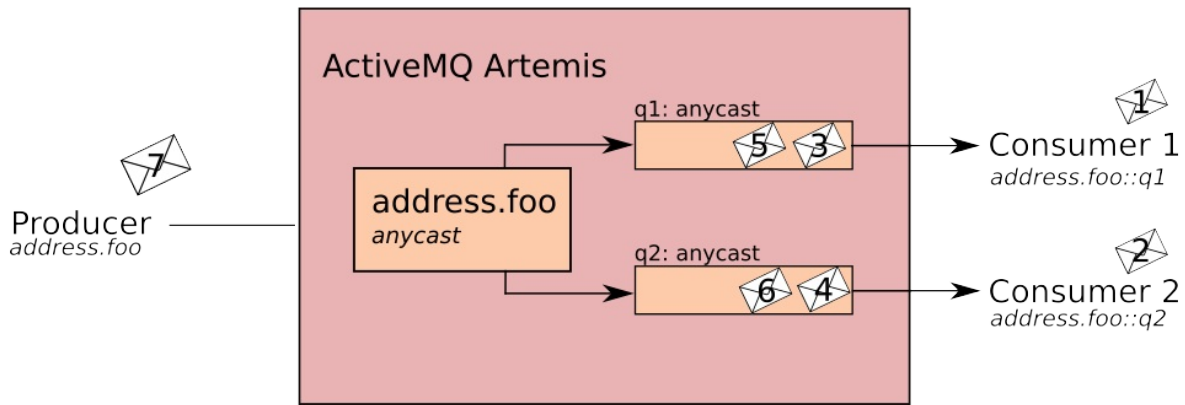 ActiveMQ Artemis
7
Producer
address.foo
address.foo
anycast
q1: anycast
5 3
q2: anycast
6 4
1
Consumer 1
address.foo::q1
2
Consumer 2
address.foo::q2